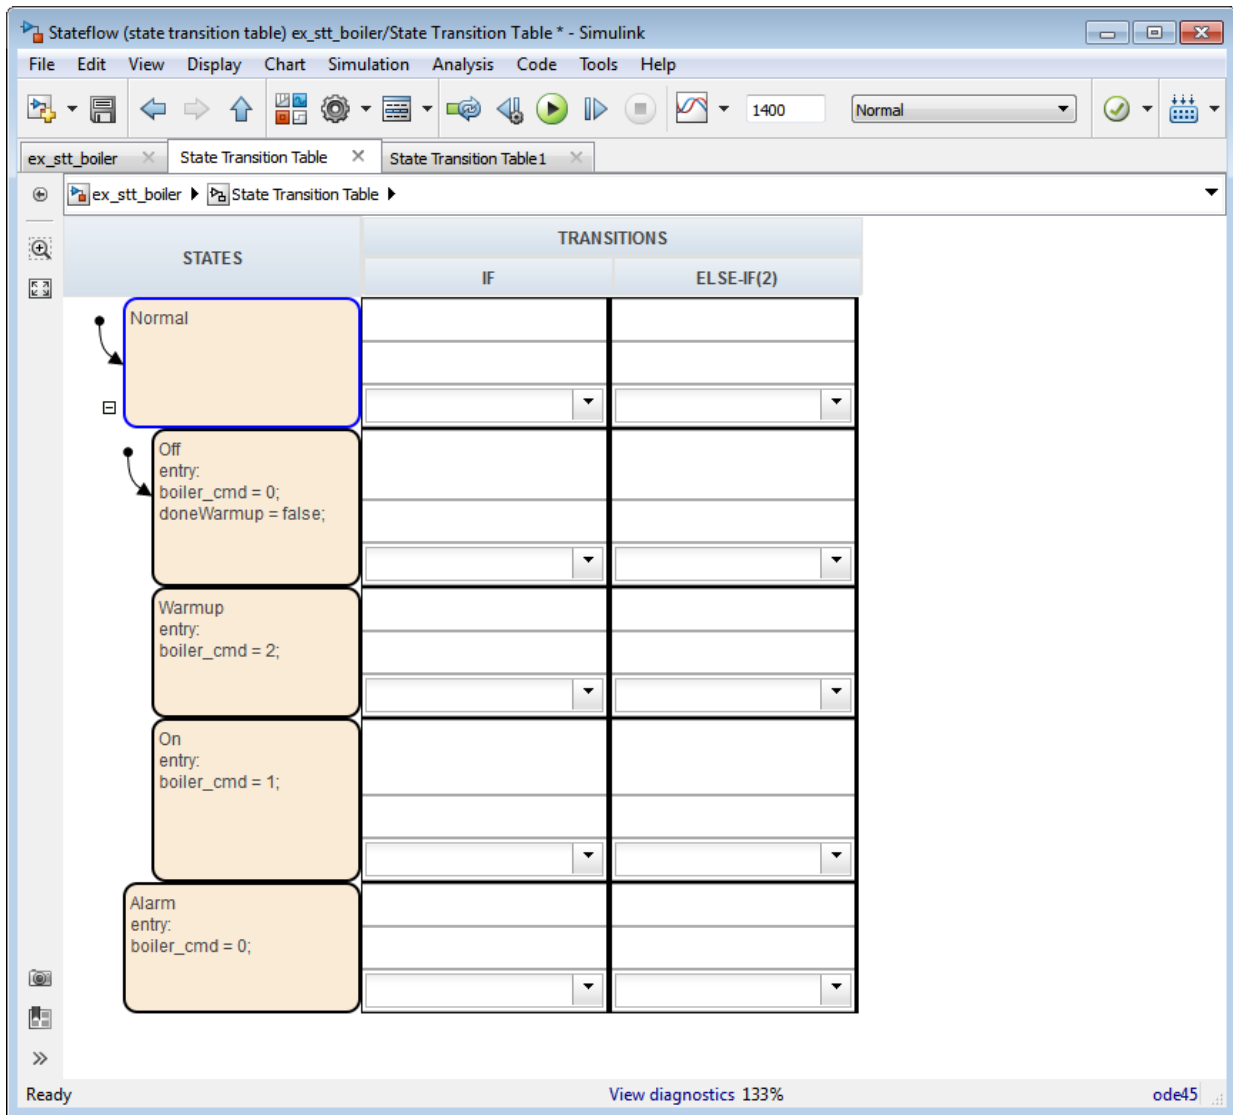 Stateflow (state transition table) ex_stt_boiler/State Transition Table * - Simulink
File Edit View Display Chart Simulation Analysis Code Tools Help
1400 Normal
ex_stt_boiler State Transition Table State Transition Table1
ex_stt_boiler State Transition Table
STATES
TRANSITIONS
IF ELSE-IF(2)
Normal
Off
entry:
boiler_cmd = 0;
doneWarmup = false;
Warmup
entry:
boiler_cmd = 2;
On
entry:
boiler_cmd = 1;
Alarm
entry:
boiler_cmd = 0;
Ready View diagnostics 133% ode45